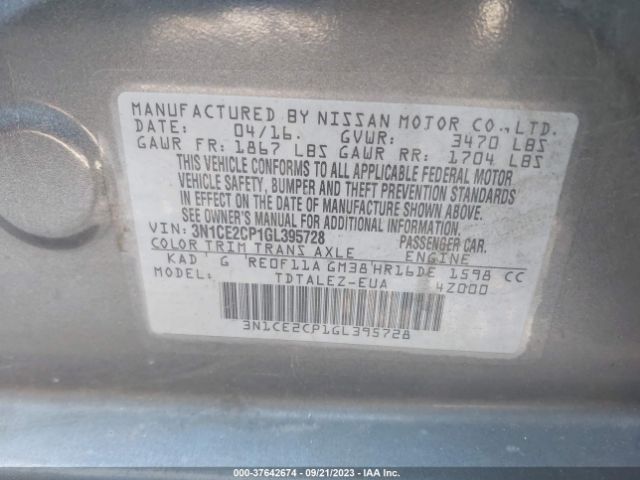 MANUFACTURED BY NISSAN MOTOR CO., LTD.
DATE: 04/16. GVWR: 3470 LBS
GAWR FR: 1867 LBS GAWR RR: 1704 LBS
THIS VEHICLE CONFORMS TO ALL APPLICABLE FEDERAL MOTOR
VEHICLE SAFETY, BUMPER AND THEFT PREVENTION STANDARDS
IN EFFECT ON THE DATE OF MANUFACTURE SHOWN ABOVE.
SEE OWNER'S MANUAL FOR ADDITIONAL INFORMATION.
VIN: 3N1CE2CP1GL395728 PASSENGER CAR.
COLOR TRIM TRANS AXLE ENGINE
KAD G RE0F11A GM38 HR16DE 1598 CC
MODEL: TDTALEZ-EUA 4Z000
3N1CE2CP1GL395728
000-37642674 | 09/21/2023 - IAA Inc.